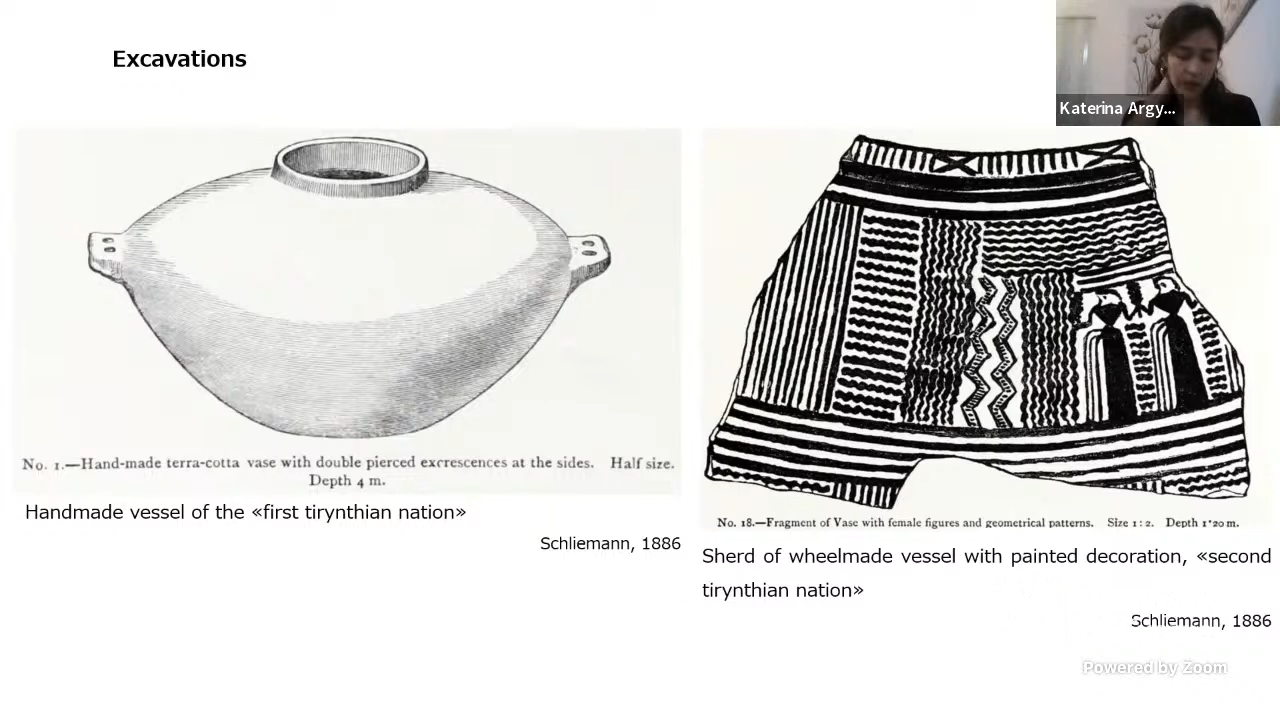 Excavations
Katerina Argy...
No. 1.—Hand-made terra-cotta vase with double pierced excrescences at the sides. Half size.
Depth 4 m.
Handmade vessel of the «first tirynthian nation»
Schliemann, 1886
No. 18.—Fragment of Vase with female figures and geometrical patterns. Size 1 : 2. Depth 1·20 m.
Sherd of wheelmade vessel with painted decoration, «second
tirynthian nation»
Schliemann, 1886
Powered by Zoom